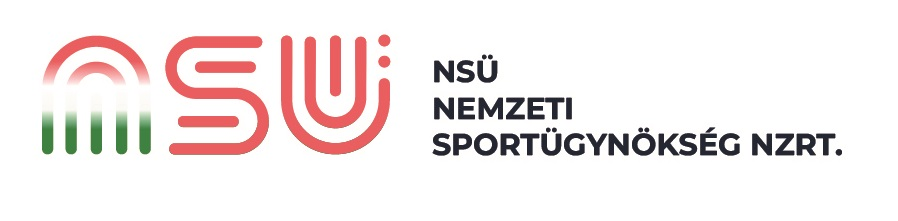 nsü
NSÜ
NEMZETI
SPORTÜGYNÖKSÉG NZRT.